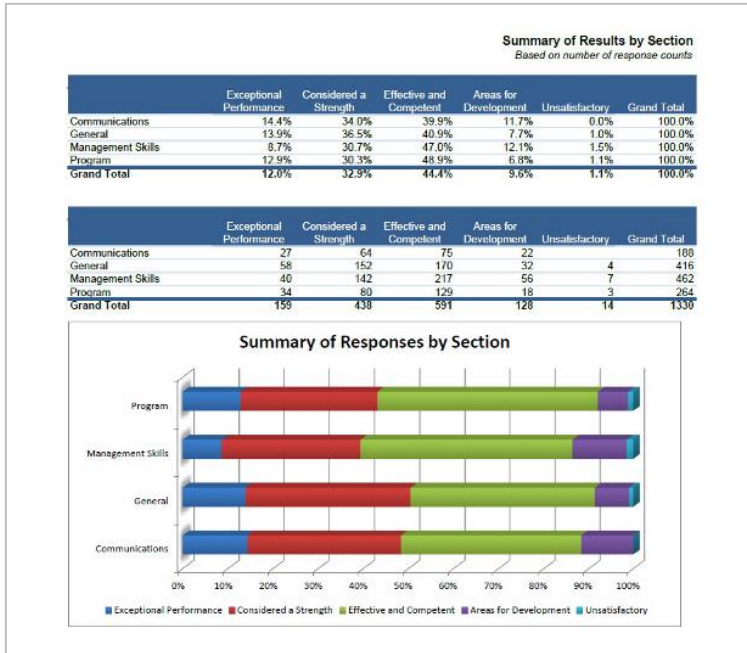 Summary of Results by Section
Based on number of response counts
Exceptional Performance Considered a Strength Effective and Competent Areas for Development Unsatisfactory Grand Total
Communications 14.4% 34.0% 39.9% 11.7% 0.0% 100.0%
General 13.9% 36.5% 40.9% 7.7% 1.0% 100.0%
Management Skills 8.7% 30.7% 47.0% 12.1% 1.5% 100.0%
Program 12.9% 30.3% 48.9% 6.8% 1.1% 100.0%
Grand Total 12.0% 32.9% 44.4% 9.6% 1.1% 100.0%
Exceptional Performance Considered a Strength Effective and Competent Areas for Development Unsatisfactory Grand Total
Communications 27 64 75 22 188
General 58 152 170 32 4 416
Management Skills 40 142 217 56 7 462
Program 34 80 129 18 3 264
Grand Total 159 438 591 128 14 1330
Summary of Responses by Section
Program
Management Skills
General
Communications
0% 10% 20% 30% 40% 50% 60% 70% 80% 90% 100%
Exceptional Performance Considered a Strength Effective and Competent Areas for Development Unsatisfactory